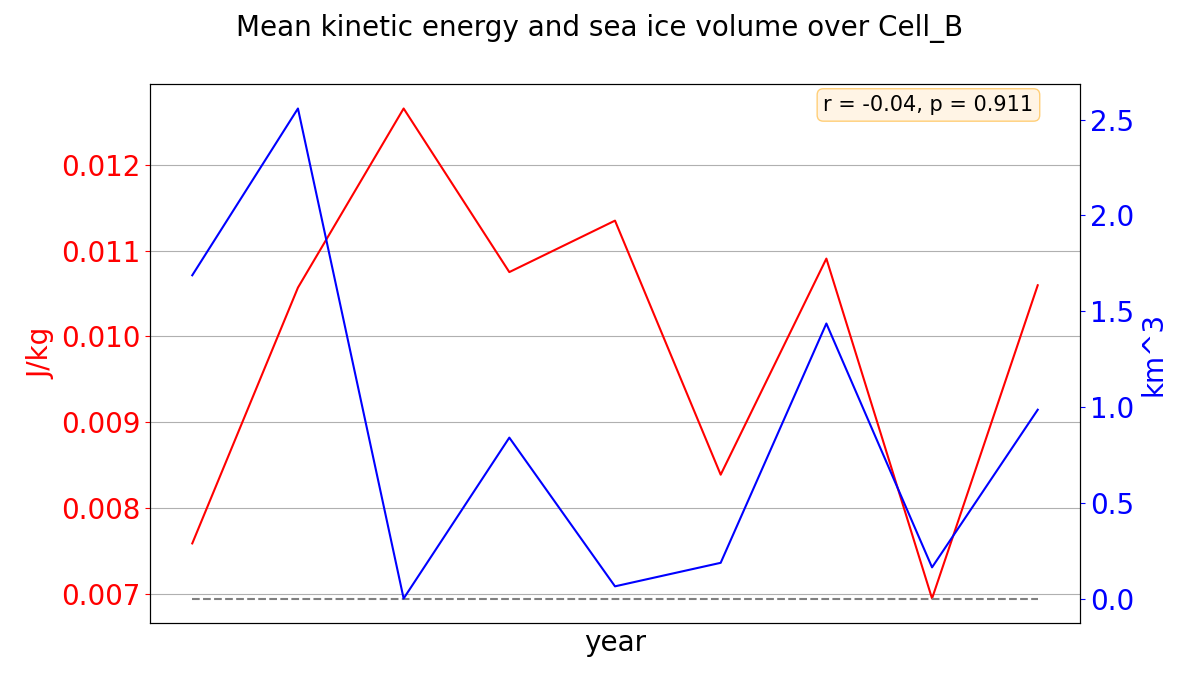 Mean kinetic energy and sea ice volume over Cell_B
r = -0.04, p = 0.911
0.012
0.011
0.010
0.009
0.008
0.007
J/kg
2.5
2.0
1.5
1.0
0.5
0.0
km^3
year